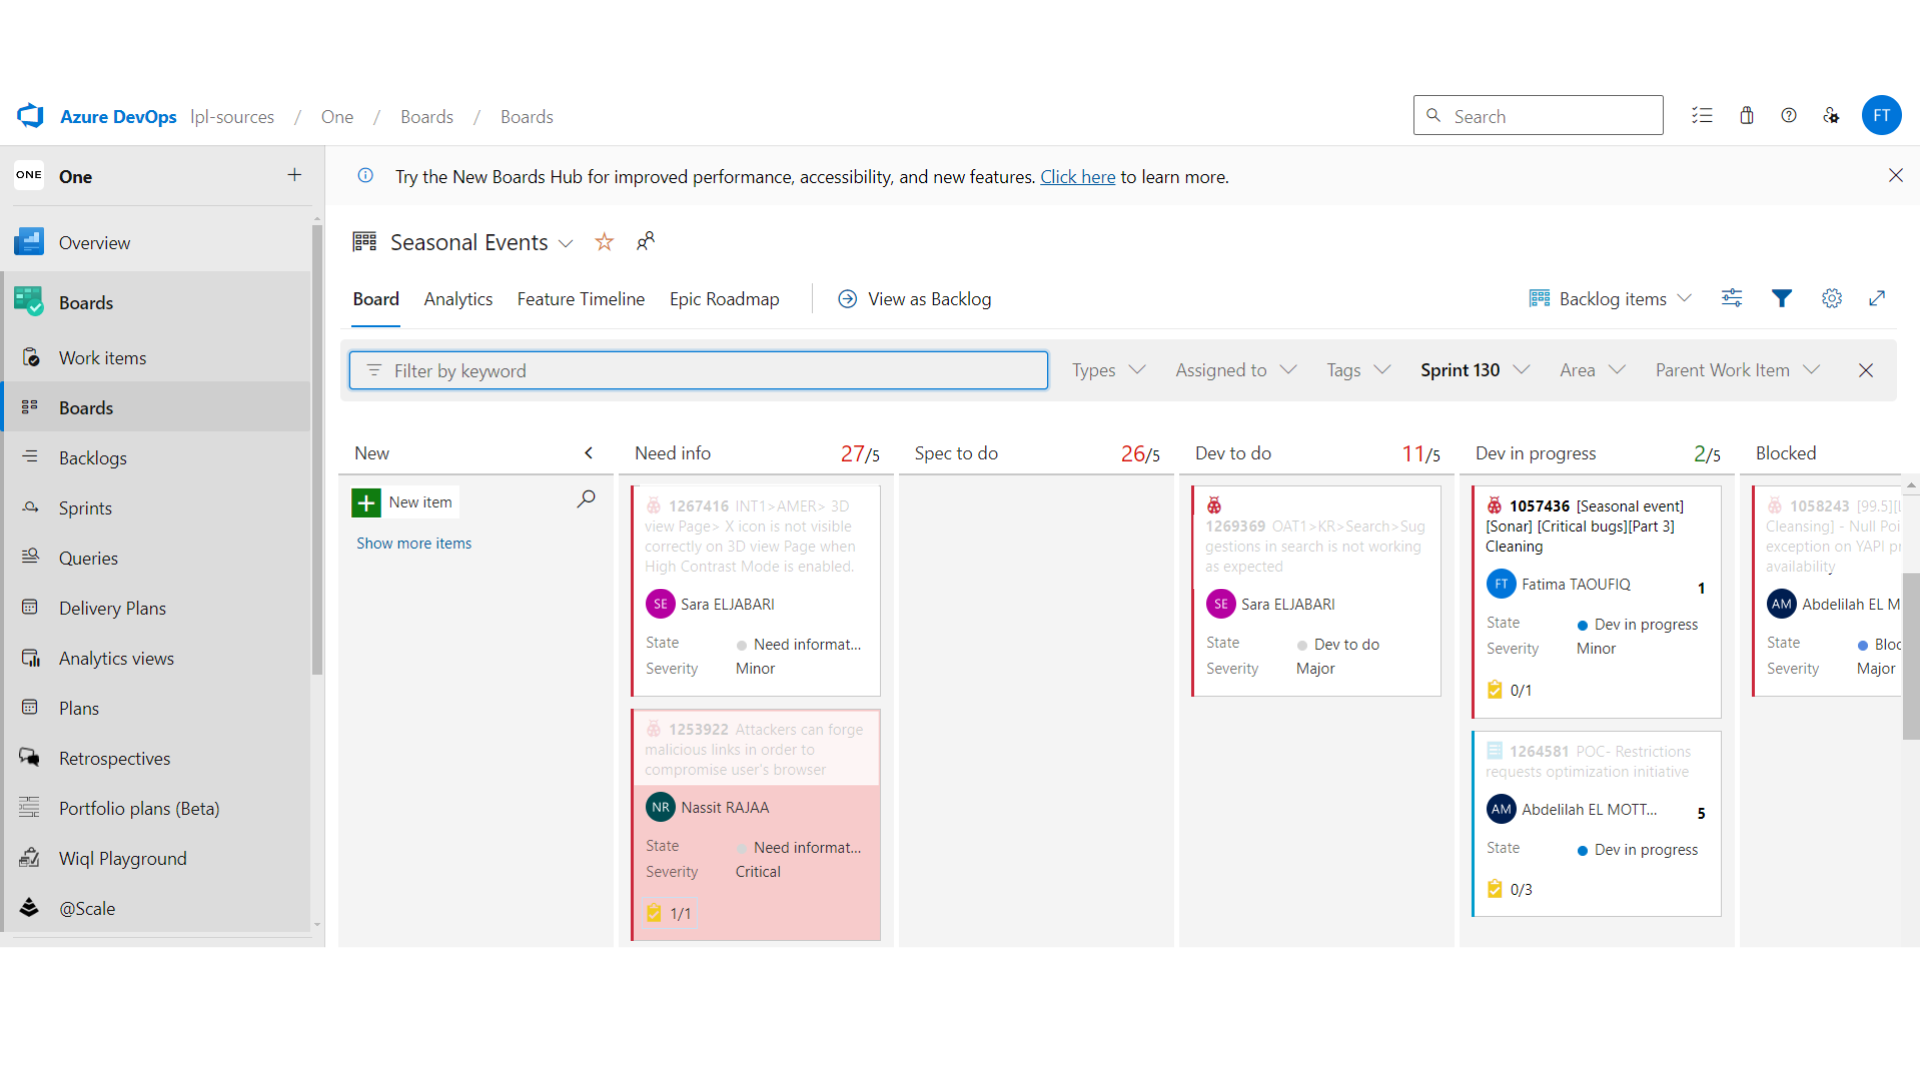 Azure DevOps lpl-sources / One / Boards / Boards
Search
FT
ONE One
Try the New Boards Hub for improved performance, accessibility, and new features. Click here to learn more.
Overview
Boards
Work items
Boards
Backlogs
Sprints
Queries
Delivery Plans
Analytics views
Plans
Retrospectives
Portfolio plans (Beta)
Wiql Playground
@Scale
Seasonal Events
Board Analytics Feature Timeline Epic Roadmap View as Backlog
Backlog items
Filter by keyword
Types Assigned to Tags Sprint 130 Area Parent Work Item
New
New item
Show more items
Need info 27/5
1267416 INT1>AMER> 3D
view Page> X icon is not visible
correctly on 3D view Page when
High Contrast Mode is enabled.
SE Sara ELJABARI
State Need informat...
Severity Minor
1253922 Attackers can forge
malicious links in order to
compromise user's browser
NR Nassit RAJAA
State Need informat...
Severity Critical
1/1
Spec to do 26/5
Dev to do 11/5
1269369 OAT1>KR>Search>Sug
gestions in search is not working
as expected
SE Sara ELJABARI
State Dev to do
Severity Major
Dev in progress 2/5
1057436 [Seasonal event]
[Sonar] [Critical bugs][Part 3]
Cleaning
FT Fatima TAOUFIQ 1
State Dev in progress
Severity Minor
0/1
1264581 POC- Restrictions
requests optimization initiative
AM Abdelilah EL MOTT... 5
State Dev in progress
0/3
Blocked
1058243 [99.5]
Cleansing] - Null Poi
exception on YAPI
availability
AM Abdelilah EL M
State Bloc
Severity Major